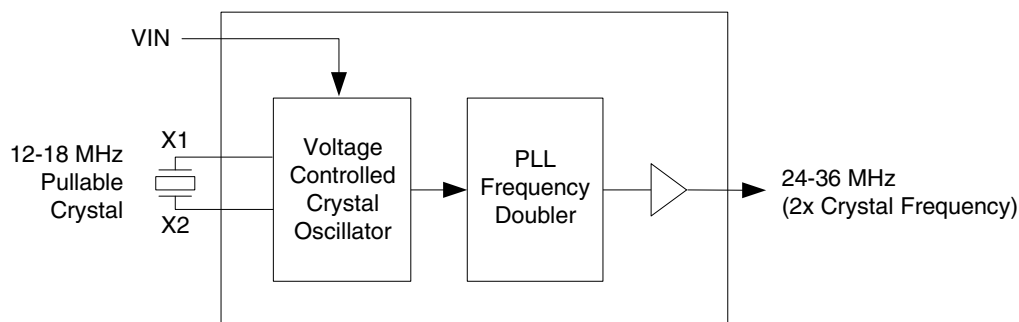 VIN
X1
12-18 MHz
Pullable
Crystal
X2
Voltage
Controlled
Crystal
Oscillator
PLL
Frequency
Doubler
24-36 MHz
(2x Crystal Frequency)